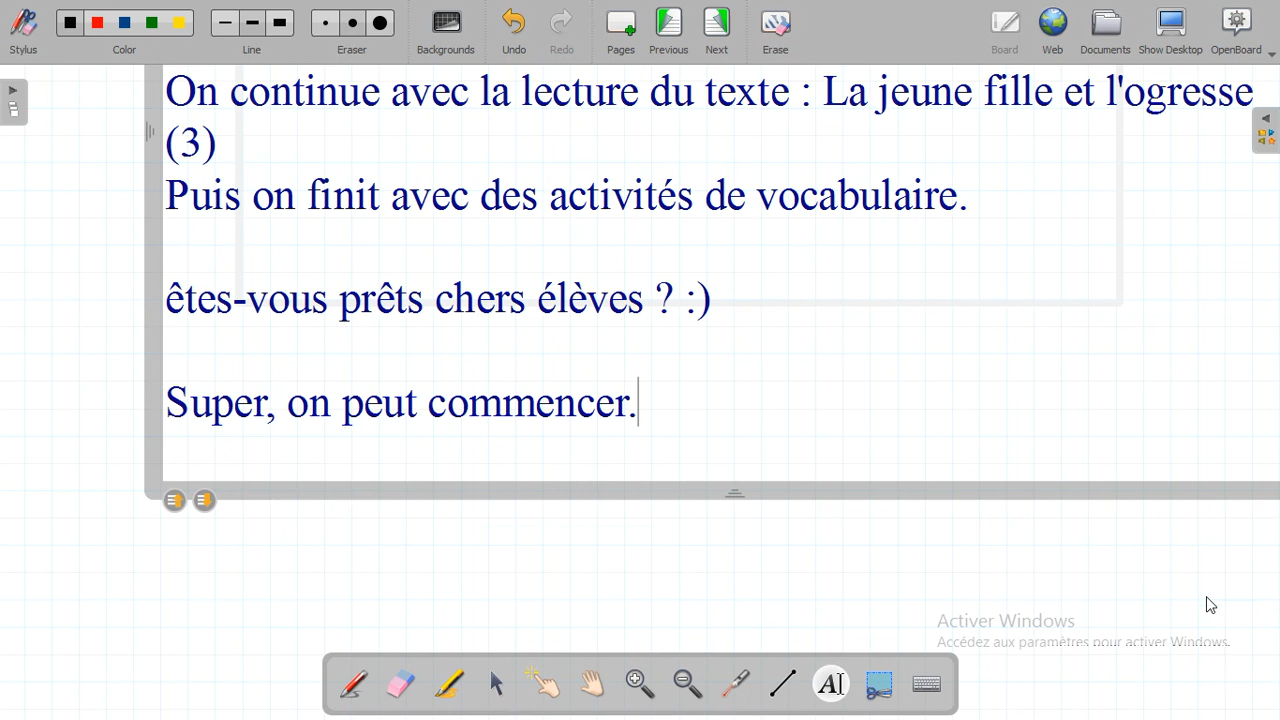 Stylus
Color
Line
Eraser
Backgrounds
Undo
Redo
Pages
Previous
Next
Erase
Board
Web
Documents
Show Desktop
OpenBoard
On continue avec la lecture du texte : La jeune fille et l'ogresse
(3)
Puis on finit avec des activités de vocabulaire.
êtes-vous prêts chers élèves ? :)
Super, on peut commencer.
Activer Windows
Accédez aux paramètres pour activer Windows.
AI